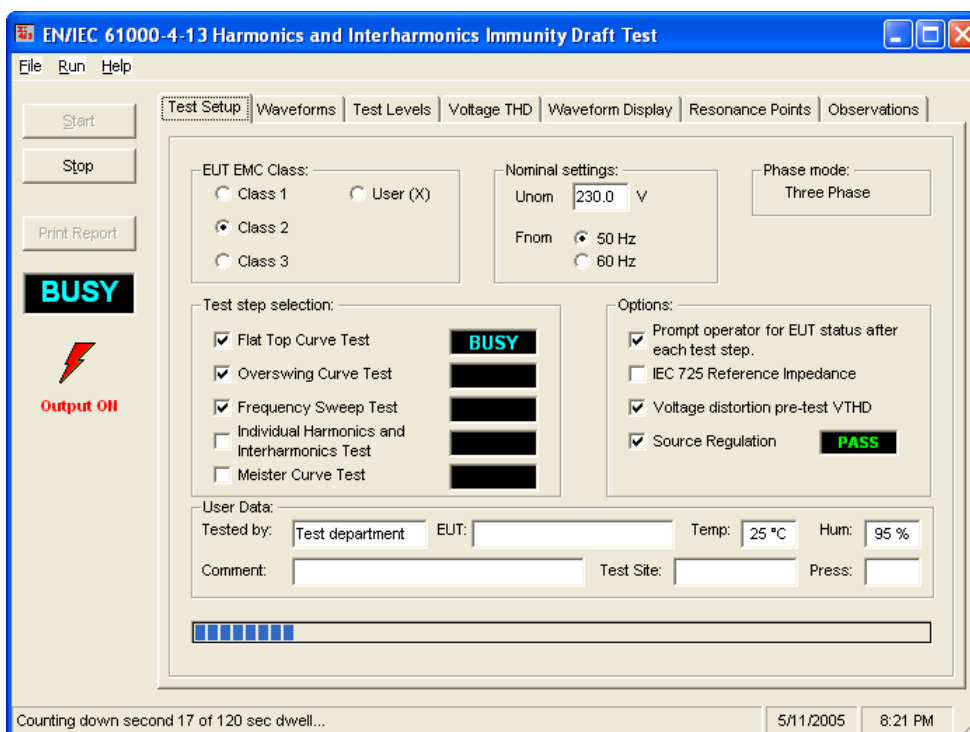 EN/IEC 61000-4-13 Harmonics and Interharmonics Immunity Draft Test
File Run Help
Start
Stop
Print Report
BUSY
Output ON
Test Setup Waveforms Test Levels Voltage THD Waveform Display Resonance Points Observations
EUT EMC Class:
Class 1 User (X)
Class 2
Class 3
Nominal settings:
Unom 230.0 V
Fnom 50 Hz
60 Hz
Phase mode:
Three Phase
Test step selection:
Flat Top Curve Test BUSY
Overswing Curve Test
Frequency Sweep Test
Individual Harmonics and
Interharmonics Test
Meister Curve Test
Options:
Prompt operator for EUT status after
each test step.
IEC 725 Reference Impedance
Voltage distortion pre-test VTHD
Source Regulation PASS
User Data:
Tested by: Test department EUT: Temp: 25 °C Hum: 95 %
Comment: Test Site: Press:
Counting down second 17 of 120 sec dwell... 5/11/2005 8:21 PM